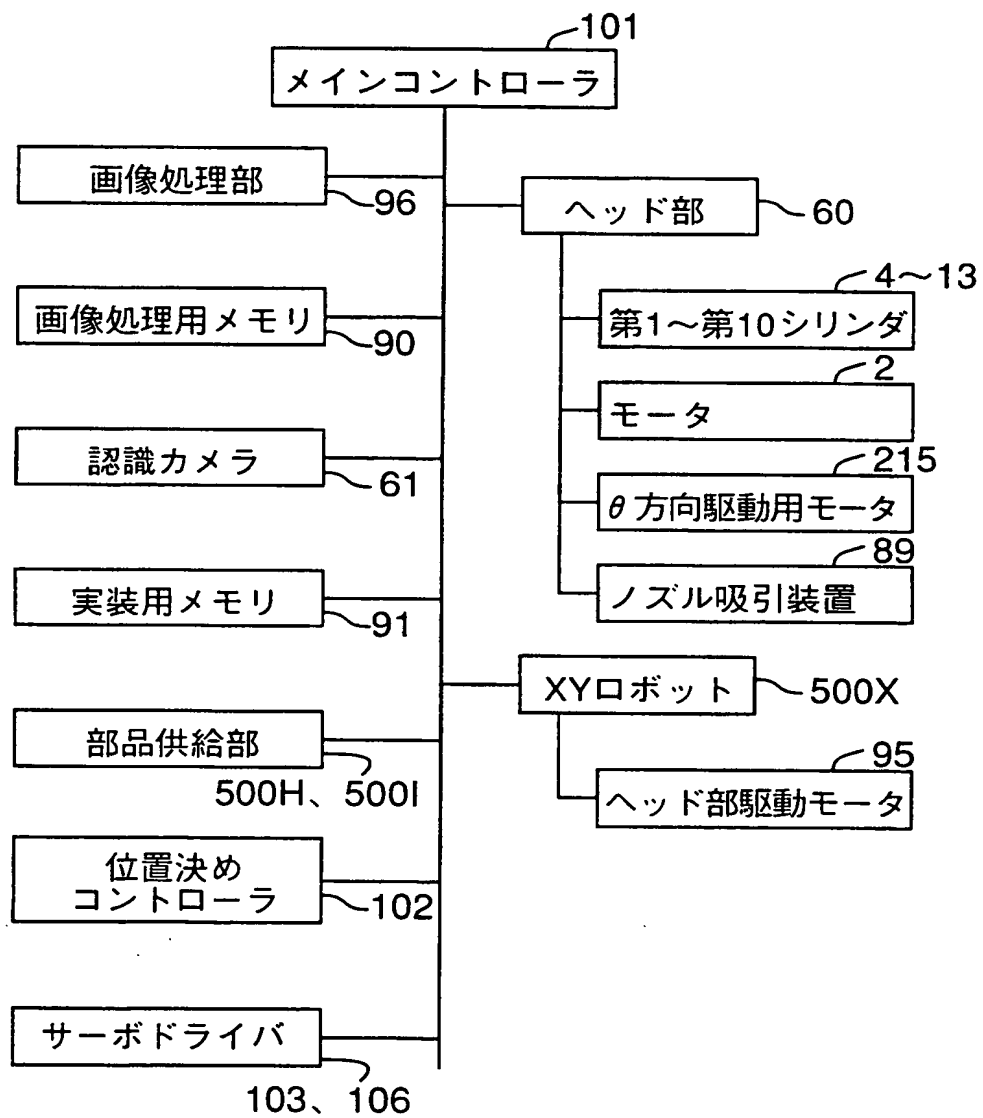 101
メインコントローラ
画像処理部
96
画像処理用メモリ
90
認識カメラ
61
実装用メモリ
91
部品供給部
500H、500I
位置決め
コントローラ
102
サーボドライバ
103、106
ヘッド部
60
4～13
第1～第10シリンダ
2
モータ
215
θ方向駆動用モータ
89
ノズル吸引装置
XYロボット
500X
95
ヘッド部駆動モータ